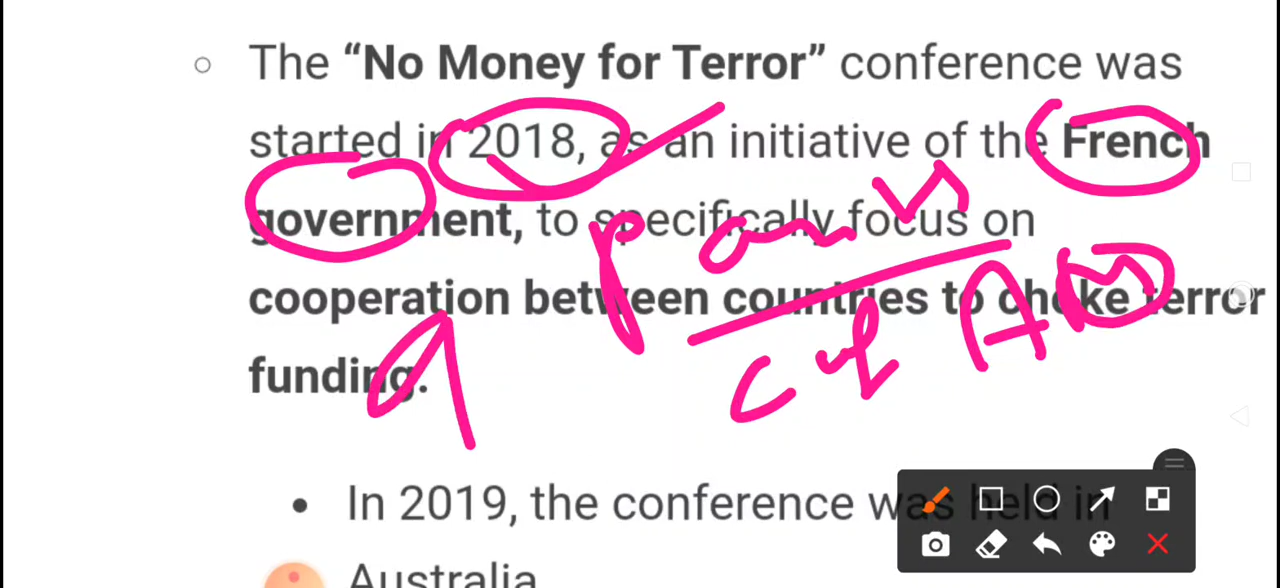 The “No Money for Terror” conference was
started in 2018, as an initiative of the French
government, to specifically focus on
cooperation between countries to choke terror
funding.
In 2019, the conference was held in
Australia